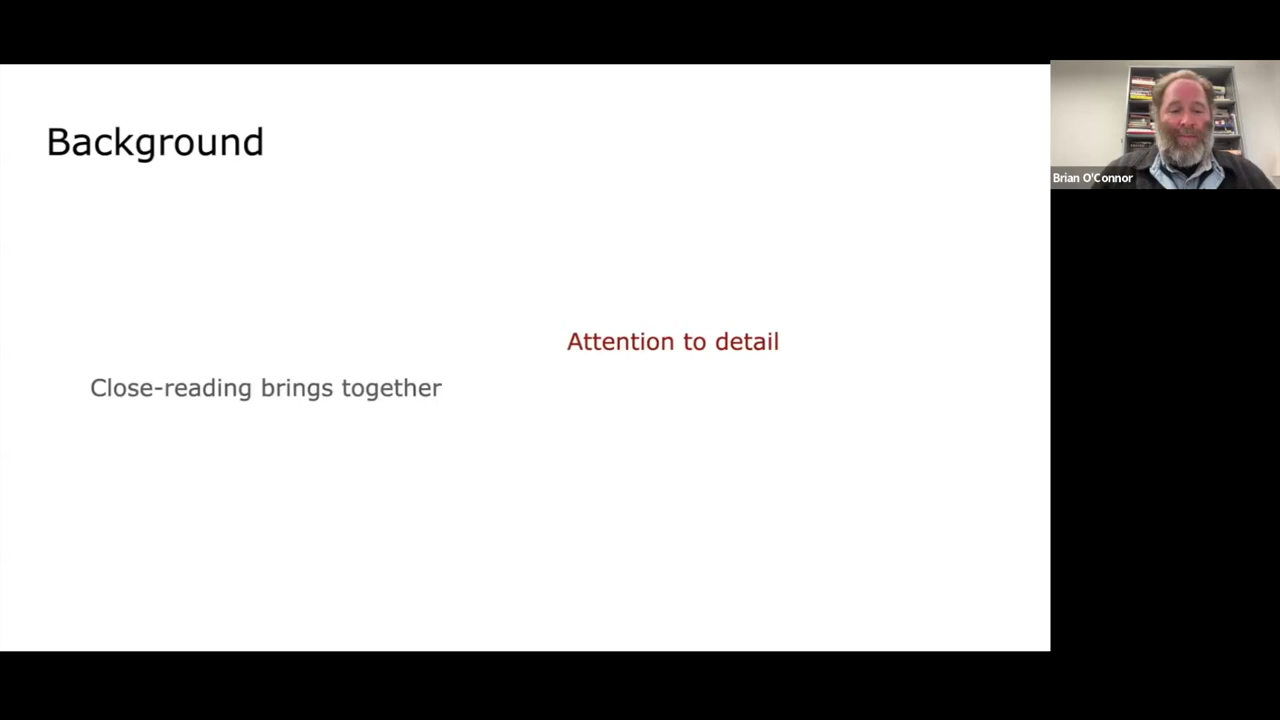 Background
Attention to detail
Close-reading brings together
Brian O'Connor